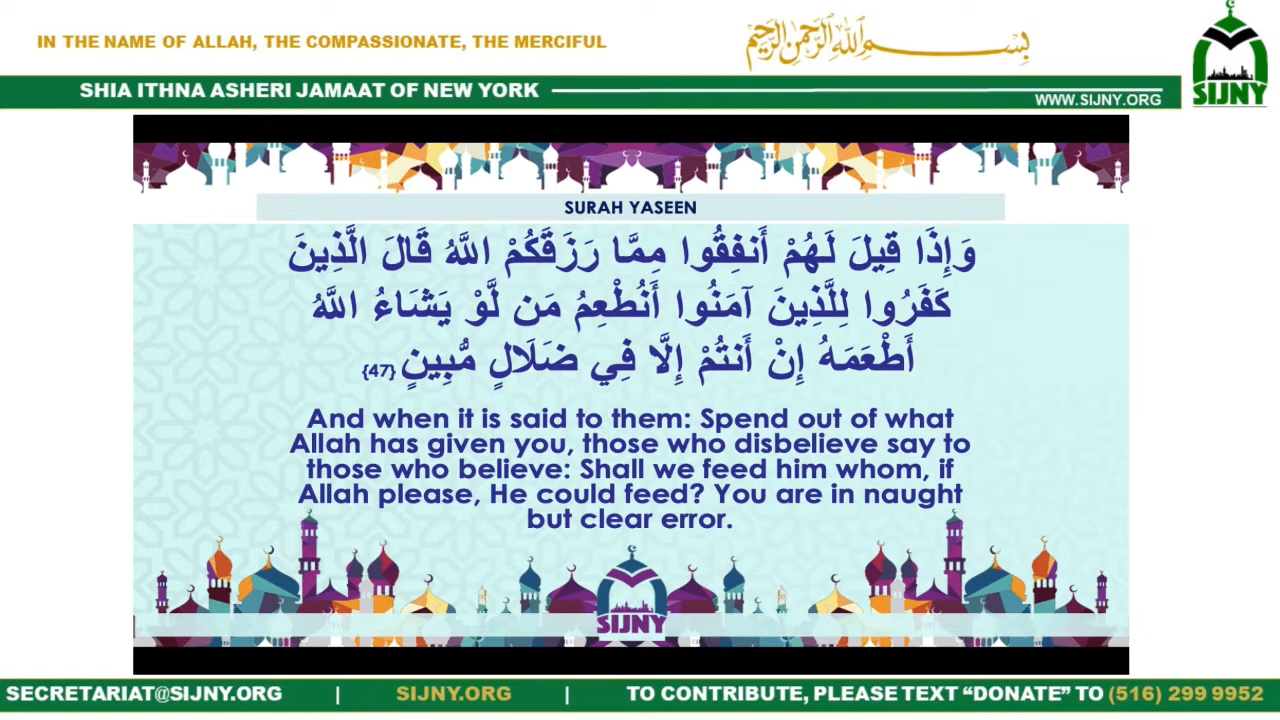 IN THE NAME OF ALLAH, THE COMPASSIONATE, THE MERCIFUL
بِسْمِ اللهِ الرَّحْمٰنِ الرَّحِيْمِ
SHIA ITHNA ASHERI JAMAAT OF NEW YORK
WWW.SIJNY.ORG
SIJNY
SURAH YASEEN
وَإِذَا قِيلَ لَهُمْ أَنفِقُوا مِمَّا رَزَقَكُمْ اللَّهُ قَالَ الَّذِينَ
كَفَرُوا لِلَّذِينَ آمَنُوا أَنُطْعِمُ مَن لَّوْ يَشَاءُ اللَّهُ
أَطْعَمَهُ إِنْ أَنتُمْ إِلَّا فِي ضَلَالٍ مُّبِينٍ {47}
And when it is said to them: Spend out of what
Allah has given you, those who disbelieve say to
those who believe: Shall we feed him whom, if
Allah please, He could feed? You are in naught
but clear error.
SIJNY
SECRETARIAT@SIJNY.ORG | SIJNY.ORG | TO CONTRIBUTE, PLEASE TEXT “DONATE” TO (516) 299 9952